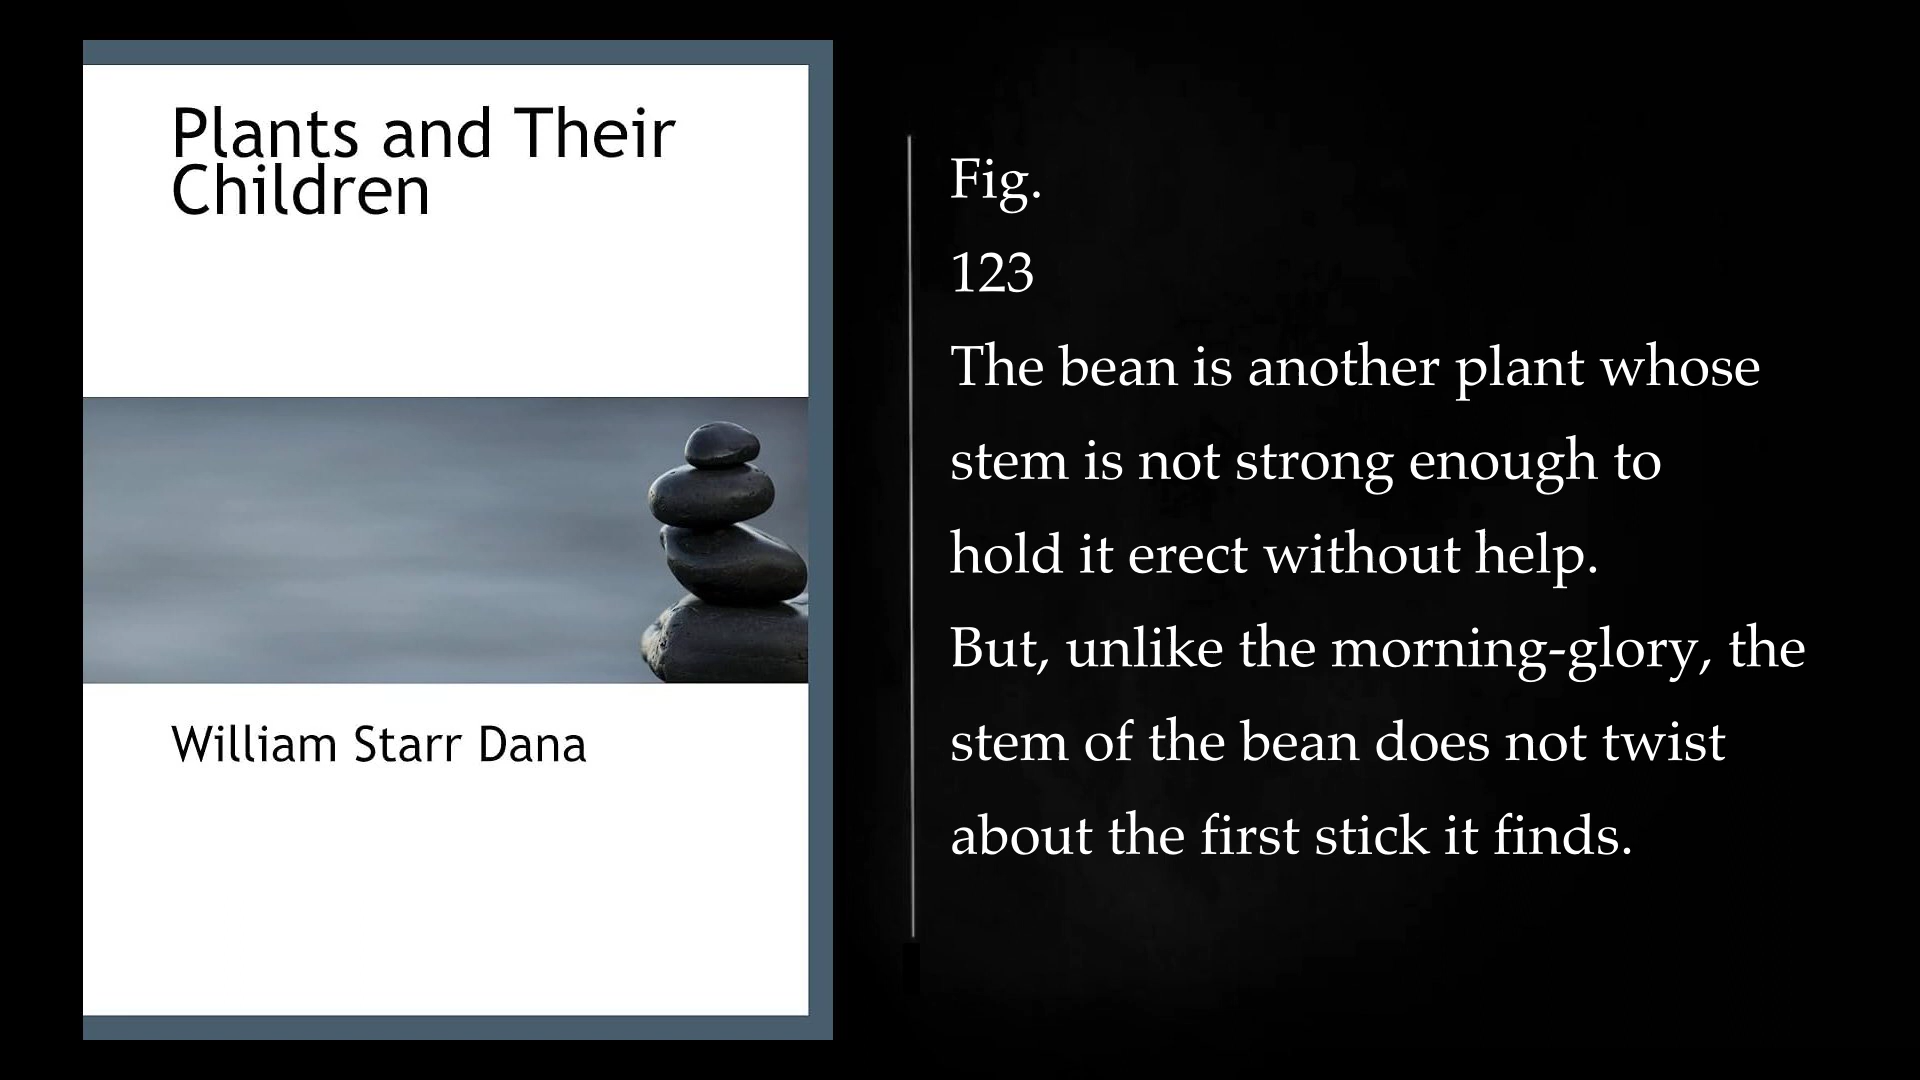 Plants and Their
Children
William Starr Dana
Fig.
123
The bean is another plant whose
stem is not strong enough to
hold it erect without help.
But, unlike the morning-glory, the
stem of the bean does not twist
about the first stick it finds.